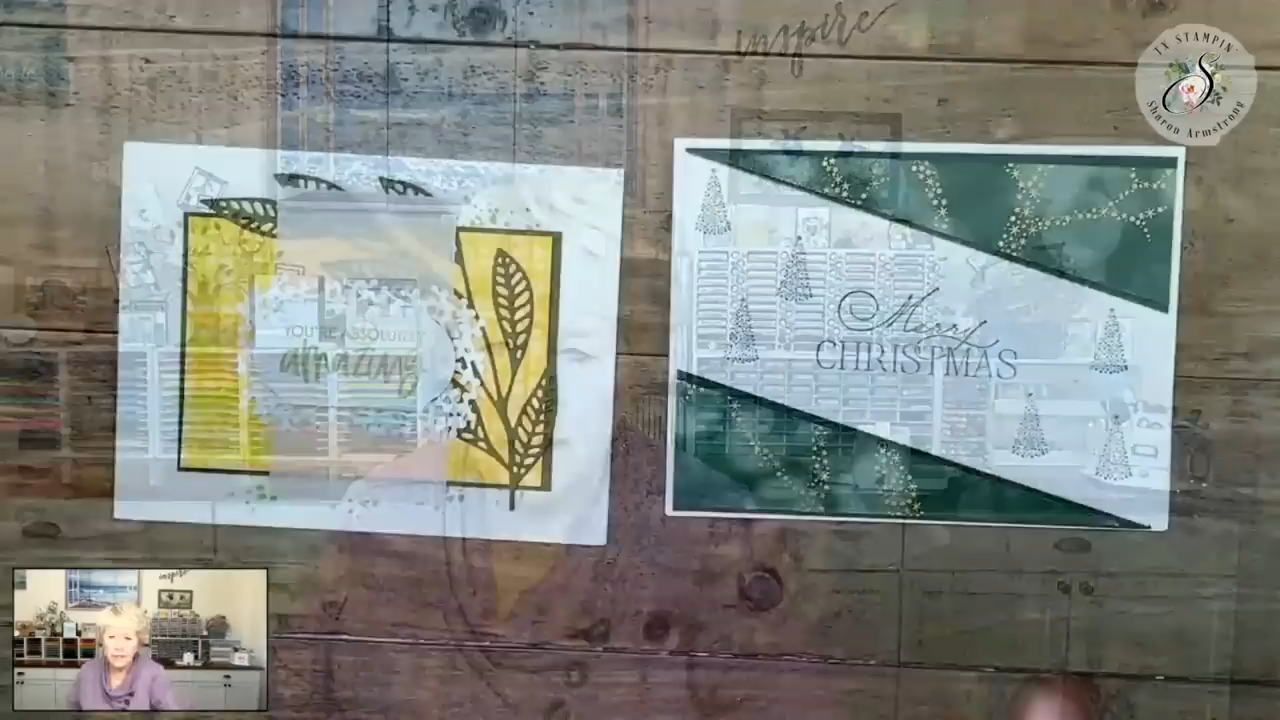 inspire
TX STAMPIN'
S
Sharon Armstrong
YOU'RE ABSOLUTELY
amazing
Merry
CHRISTMAS
inspire